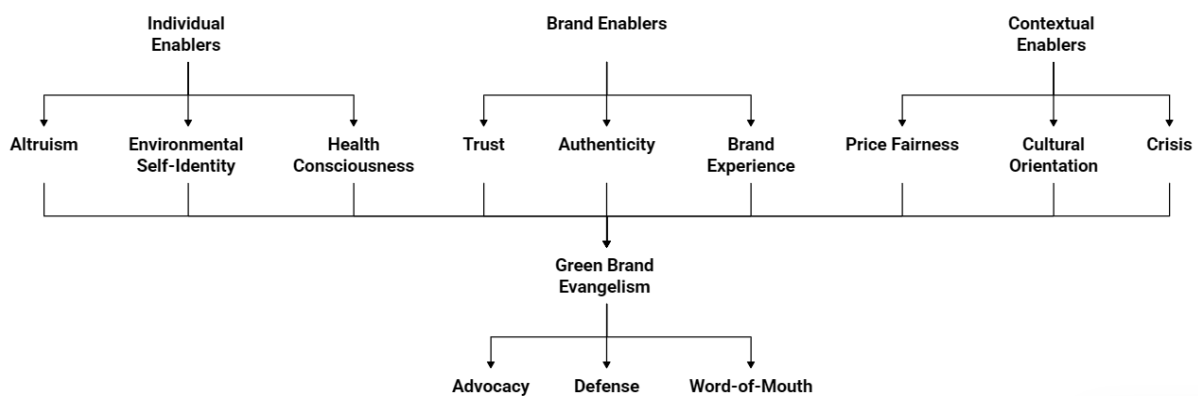 Individual
Enablers
Brand Enablers
Contextual
Enablers
Altruism
Environmental
Self-Identity
Health
Consciousness
Trust
Authenticity
Brand
Experience
Price Fairness
Cultural
Orientation
Crisis
Green Brand
Evangelism
Advocacy
Defense
Word-of-Mouth